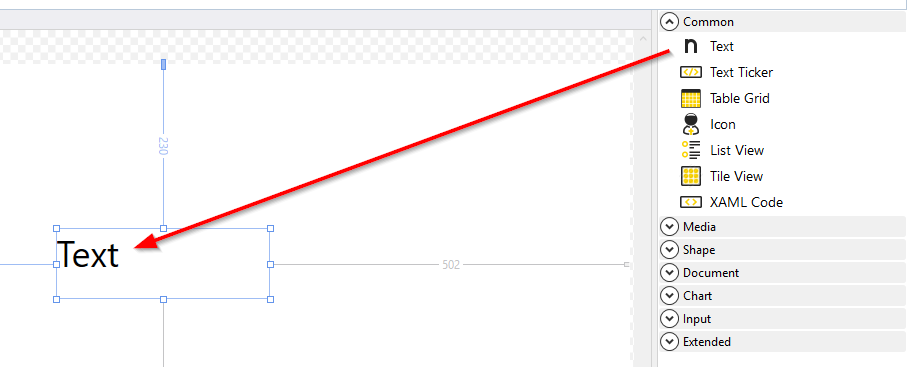 Common
Text
Text Ticker
Table Grid
Icon
List View
Tile View
XAML Code
Media
Shape
Document
Chart
Input
Extended
230
Text
502